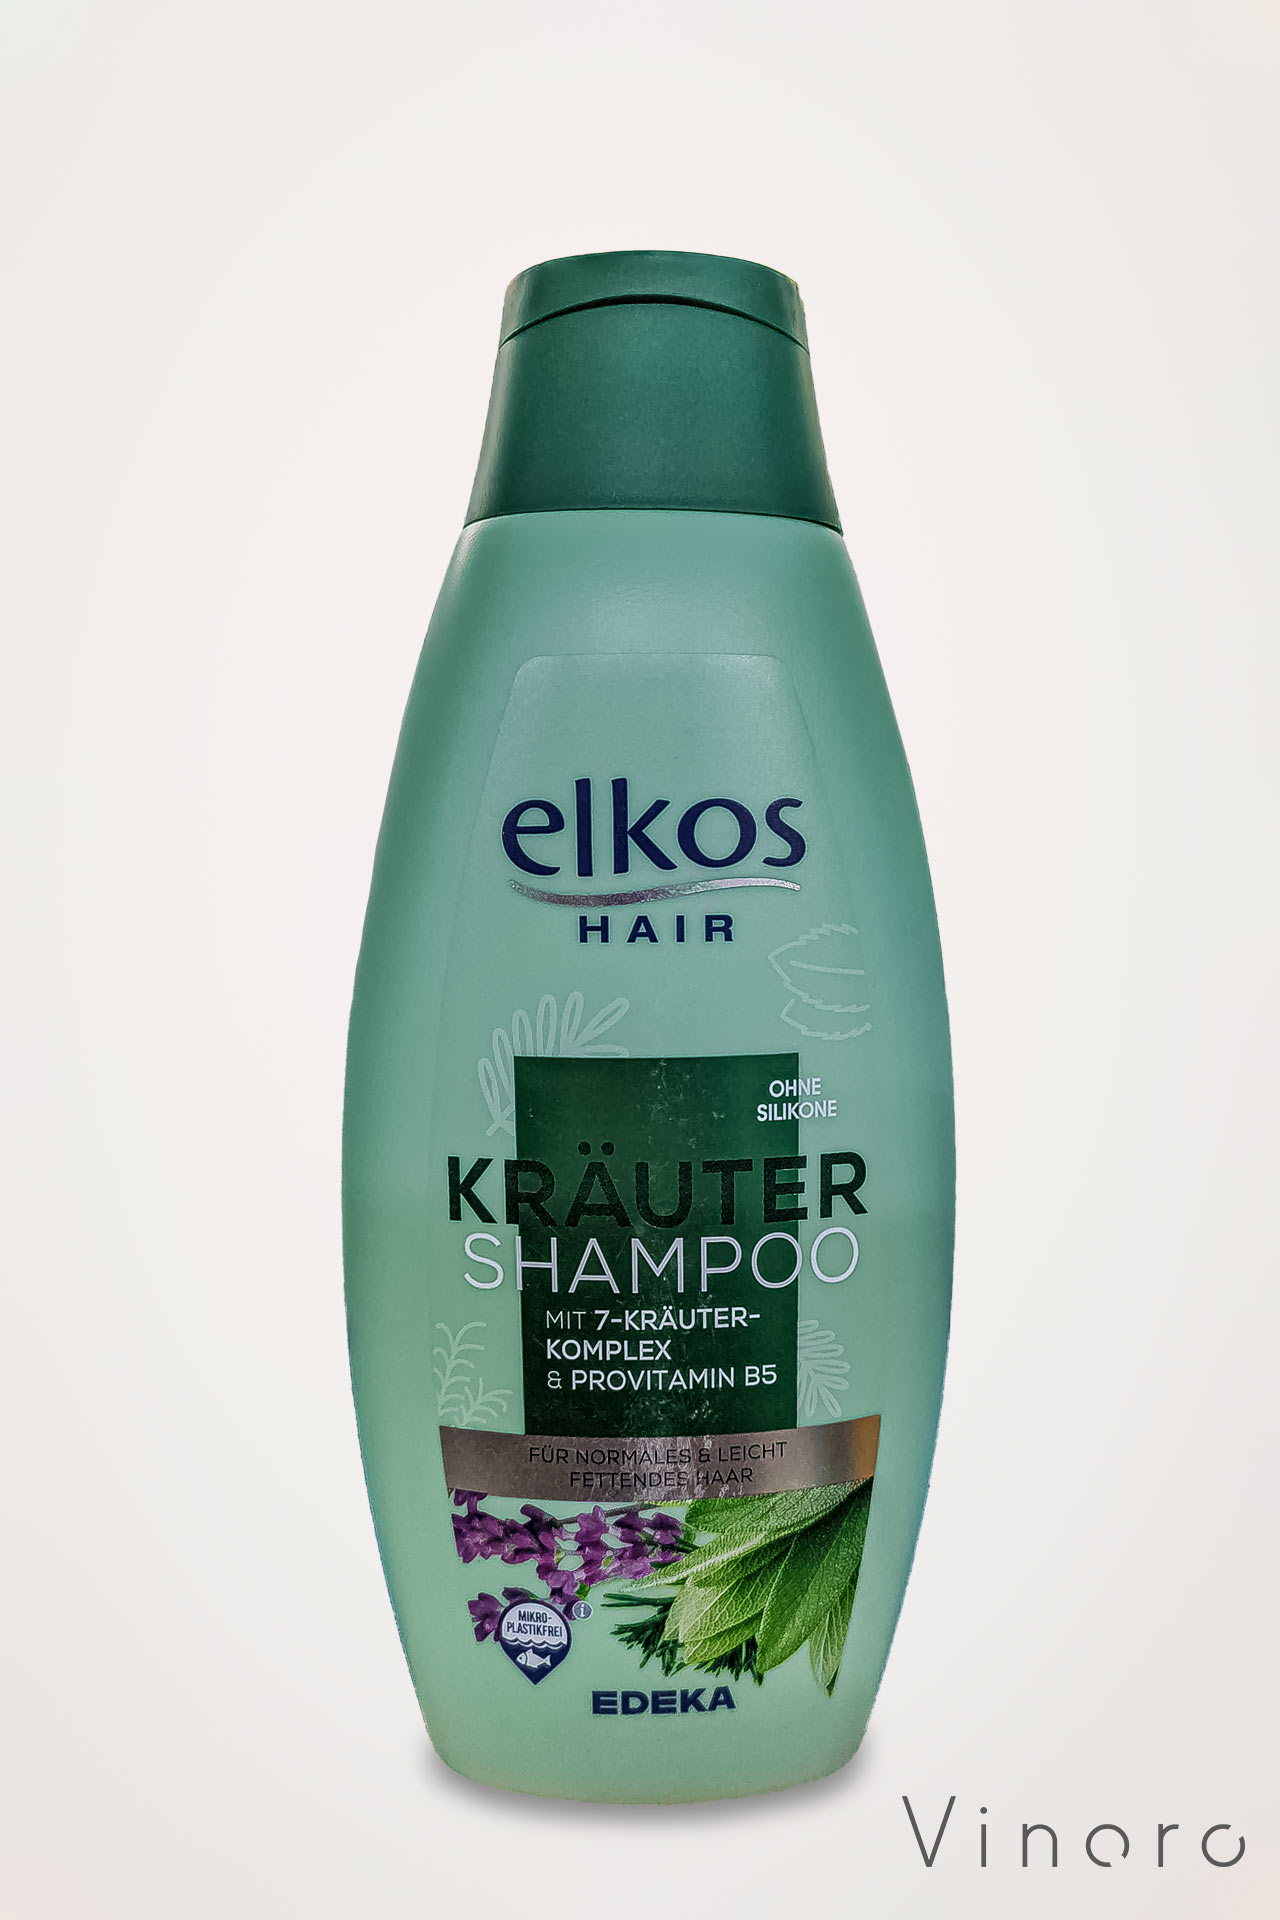 elkos
HAIR
OHNE
SILIKONE
KRÄUTER
SHAMPOO
MIT 7-KRÄUTER-
KOMPLEX
& PROVITAMIN B5
FÜR NORMALES & LEICHT
FETTENDES HAAR
MIKRO-
PLASTIKFREI
i
EDEKA
Vinoro